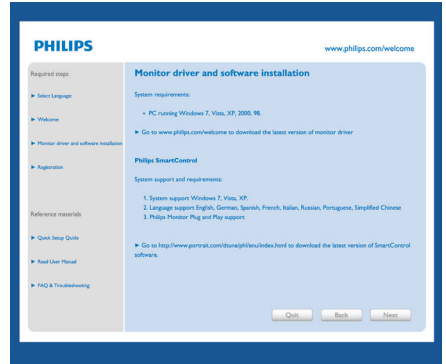 PHILIPS
www.philips.com/welcome
Required steps
Select Language
Welcome
Monitor driver and software installation
Registration
Reference materials
Quick Setup Guide
Read User Manual
FAQ & Troubleshooting
Monitor driver and software installation
System requirements:
• PC running Windows 7, Vista, XP, 2000, 98.
Go to www.philips.com/welcome to download the latest version of monitor driver
Philips SmartControl
System support and requirements:
1. System support Windows 7, Vista, XP.
2. Language support English, German, Spanish, French, Italian, Russian, Portuguese, Simplified Chinese
3. Philips Monitor Plug and Play support
Go to http://www.portrait.com/dtune/phl/enu/index.html to download the latest version of SmartControl
software.
Quit
Back
Next